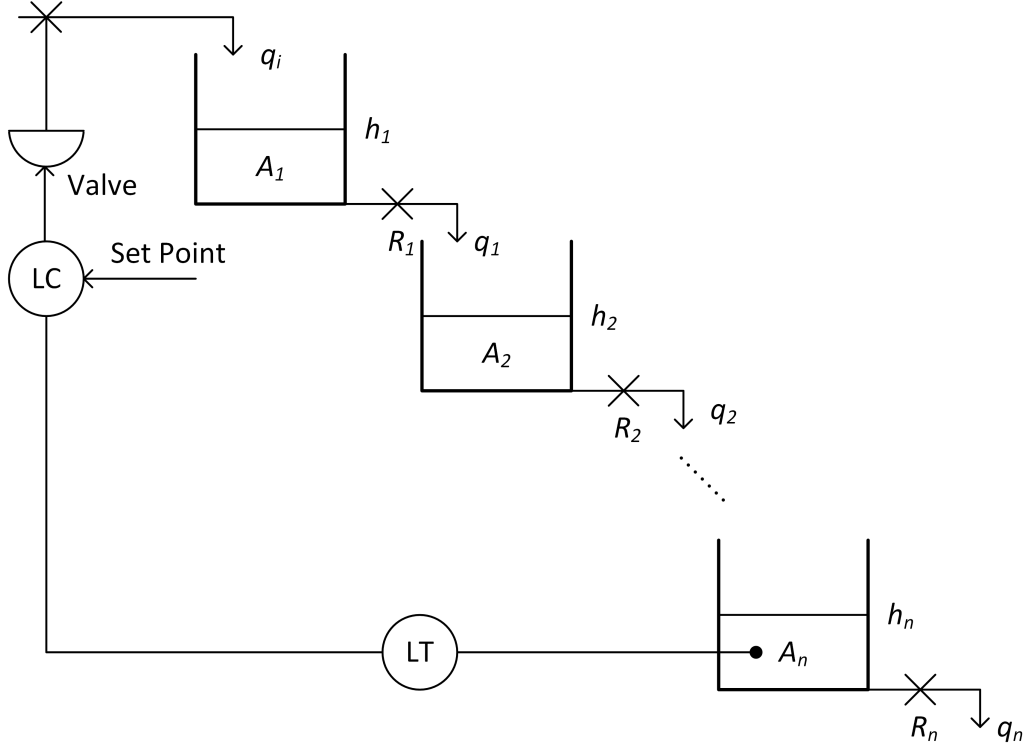 qi
h1
A1
Valve
R1
q1
Set Point
LC
h2
A2
R2
q2
hn
LT
An
Rn
qn